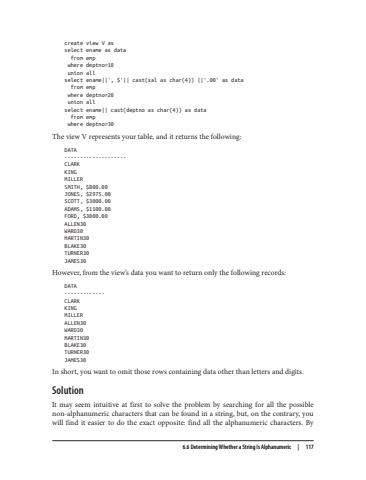 create view V as
select ename as data
from emp
where deptno=10
union all
select ename||', $'|| cast(sal as char(4)) ||'.00' as data
from emp
where deptno=20
union all
select ename|| cast(deptno as char(4)) as data
from emp
where deptno=30
The view V represents your table, and it returns the following:
DATA
--------------------
CLARK
KING
MILLER
SMITH, $800.00
JONES, $2975.00
SCOTT, $3000.00
ADAMS, $1100.00
FORD, $3000.00
ALLEN30
WARD30
MARTIN30
BLAKE30
TURNER30
JAMES30
However, from the view's data you want to return only the following records:
DATA
-------------
CLARK
KING
MILLER
ALLEN30
WARD30
MARTIN30
BLAKE30
TURNER30
JAMES30
In short, you want to omit those rows containing data other than letters and digits.
Solution
It may seem intuitive at first to solve the problem by searching for all the possible
non-alphanumeric characters that can be found in a string, but, on the contrary, you
will find it easier to do the exact opposite: find all the alphanumeric characters. By
6.6 Determining Whether a String Is Alphanumeric | 117